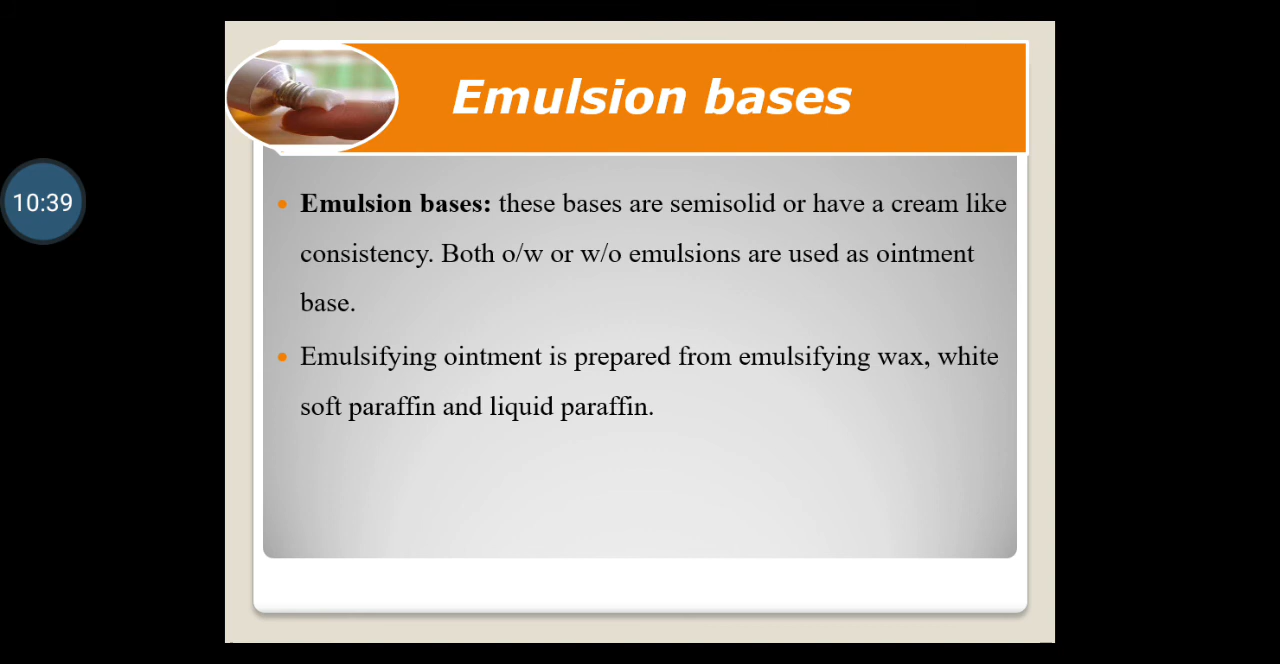 Emulsion bases
10:39
Emulsion bases: these bases are semisolid or have a cream like
consistency. Both o/w or w/o emulsions are used as ointment
base.
Emulsifying ointment is prepared from emulsifying wax, white
soft paraffin and liquid paraffin.